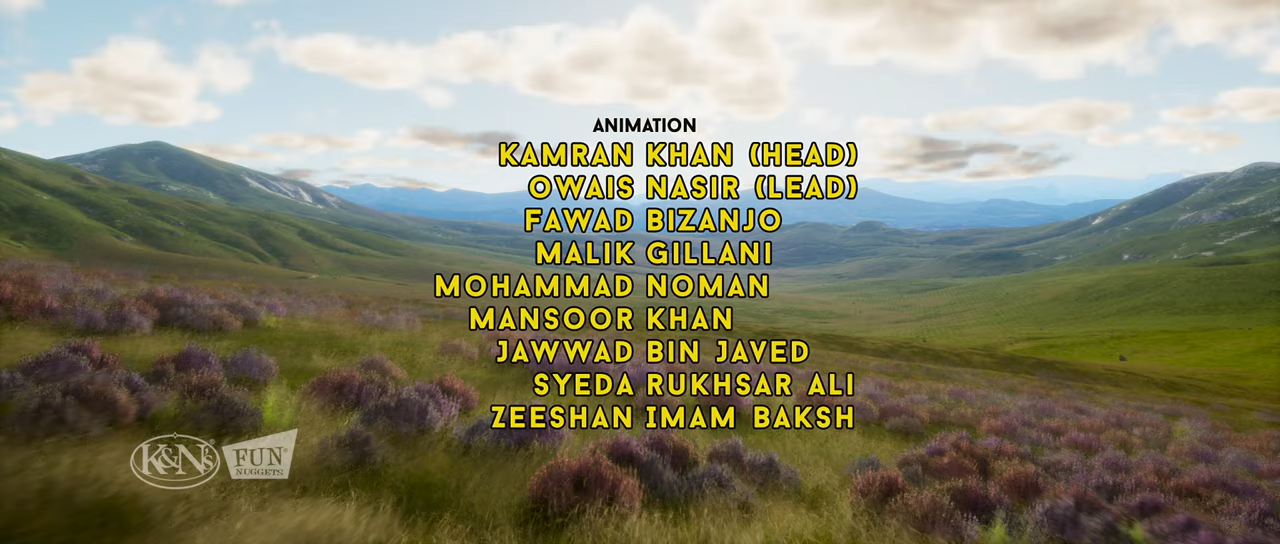 ANIMATION
KAMRAN KHAN (HEAD)
OWAIS NASIR (LEAD)
FAWAD BIZANJO
MALIK GILLANI
MOHAMMAD NOMAN
MANSOOR KHAN
JAWWAD BIN JAVED
SYEDA RUKHSAR ALI
ZEESHAN IMAM BAKSH
K&N's
FUN
NUGGETS